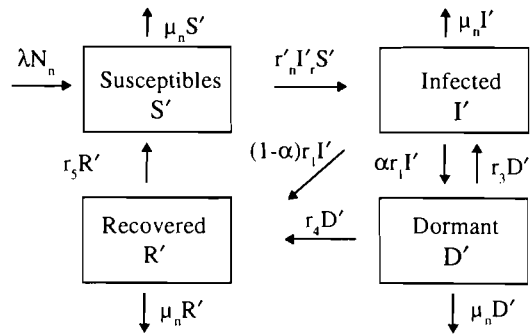 μₙS′
μₙI′
λNₙ
Susceptibles
S′
r′ₙI′ᵣS′
Infected
I′
r₅R′
(1-α)r₁I′
αr₁I′
r₃D′
Recovered
R′
r₄D′
Dormant
D′
μₙR′
μₙD′